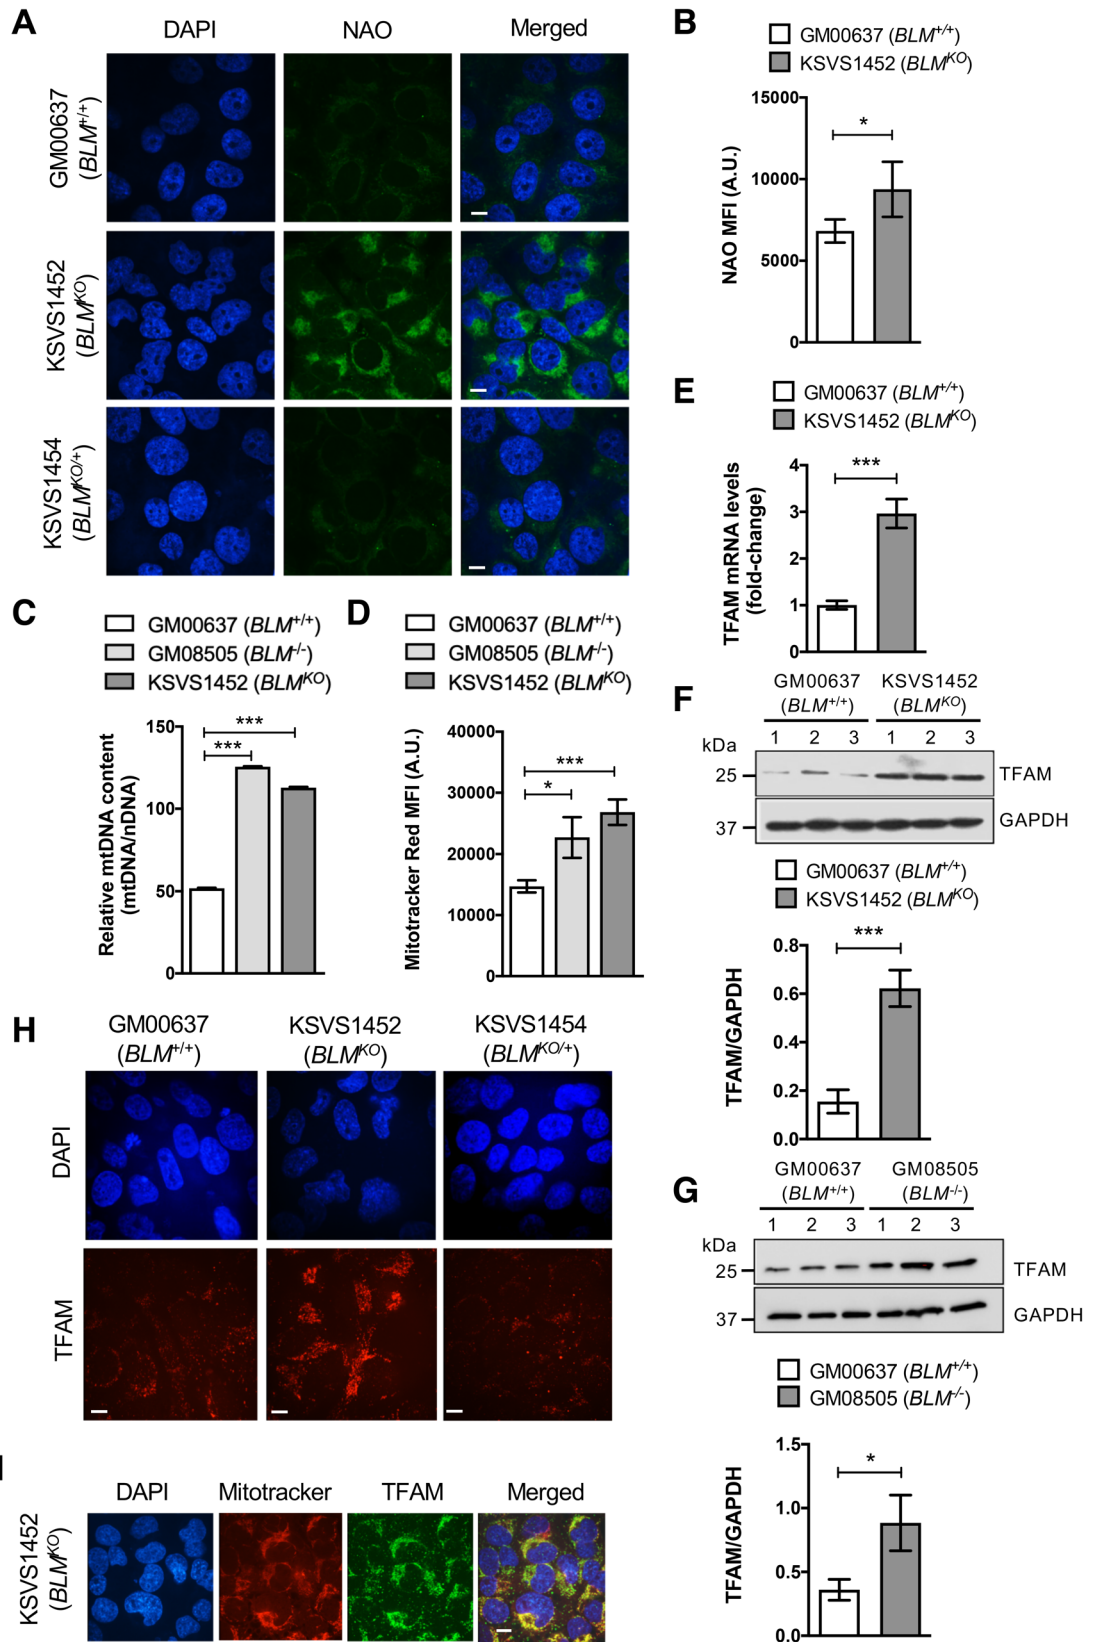 A
DAPI NAO Merged
GM00637
(BLM+/+)
KSVS1452
(BLMKO)
KSVS1454
(BLMKO/+)
B
GM00637 (BLM+/+)
KSVS1452 (BLMKO)
15000
10000
5000
0
NAO MFI (A.U.)
*
E
GM00637 (BLM+/+)
KSVS1452 (BLMKO)
4
3
2
1
0
TFAM mRNA levels
(fold-change)
***
C
GM00637 (BLM+/+)
GM08505 (BLM-/-)
KSVS1452 (BLMKO)
150
100
50
0
Relative mtDNA content
(mtDNA/nDNA)
***
***
D
GM00637 (BLM+/+)
GM08505 (BLM-/-)
KSVS1452 (BLMKO)
40000
30000
20000
10000
0
Mitotracker Red MFI (A.U.)
***
*
F
GM00637 KSVS1452
(BLM+/+) (BLMKO)
kDa 1 2 3 1 2 3
25 TFAM
37 GAPDH
GM00637 (BLM+/+)
KSVS1452 (BLMKO)
0.8
0.6
0.4
0.2
0.0
TFAM/GAPDH
***
H
GM00637 KSVS1452 KSVS1454
(BLM+/+) (BLMKO) (BLMKO/+)
DAPI
TFAM
G
GM00637 GM08505
(BLM+/+) (BLM-/-)
1 2 3 1 2 3
kDa
25 TFAM
37 GAPDH
GM00637 (BLM+/+)
GM08505 (BLM-/-)
1.5
1.0
0.5
0.0
TFAM/GAPDH
*
I
DAPI Mitotracker TFAM Merged
KSVS1452
(BLMKO)